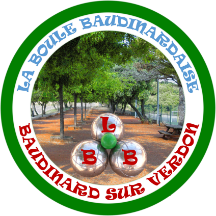 LA BOULE BAUDINARDAISE
L
B B
BAUDINARD SUR VERDON